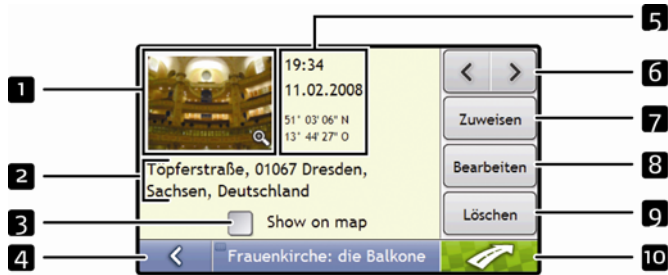 5
19:34
11.02.2008
51° 03' 06" N
13° 44' 27" O
< >
6
1
Zuweisen
7
Töpferstraße, 01067 Dresden,
Sachsen, Deutschland
2
Bearbeiten
8
Show on map
3
Löschen
9
4
< Frauenkirche: die Balkone
10